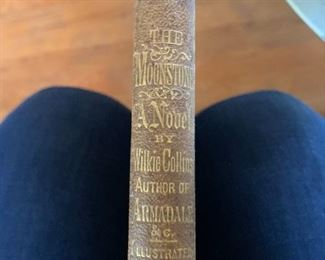 THE
MOONSTONE
A NOVEL
BY
WILKIE COLLINS
AUTHOR OF
ARMADALE
& C.
ILLUSTRATED